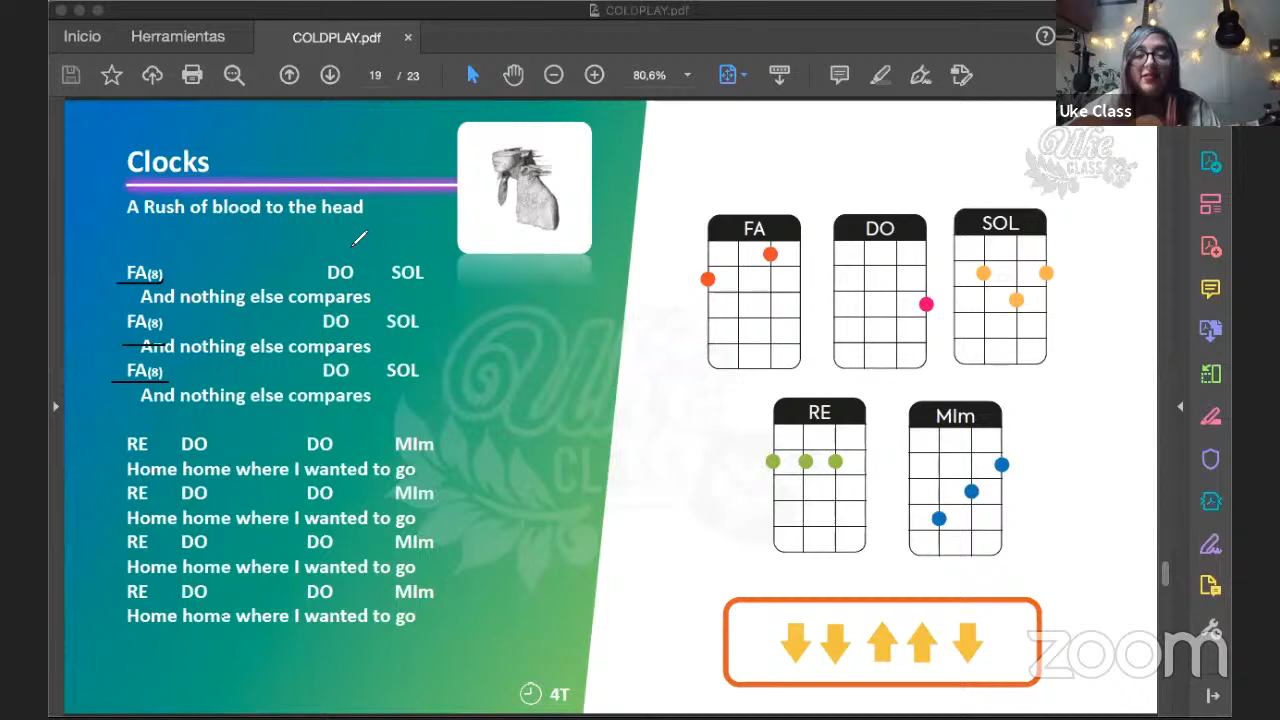 COLDPLAY.pdf
Inicio Herramientas COLDPLAY.pdf ×
19 / 23 80,6%
Uke Class
Uke
CLASS
Clocks
A Rush of blood to the head
FA(8) DO SOL
And nothing else compares
FA(8) DO SOL
And nothing else compares
FA(8) DO SOL
And nothing else compares
RE DO DO MIm
Home home where I wanted to go
RE DO DO MIm
Home home where I wanted to go
RE DO DO MIm
Home home where I wanted to go
RE DO DO MIm
Home home where I wanted to go
4T
FA DO SOL
RE MIm
Uke
CLASS
zoom